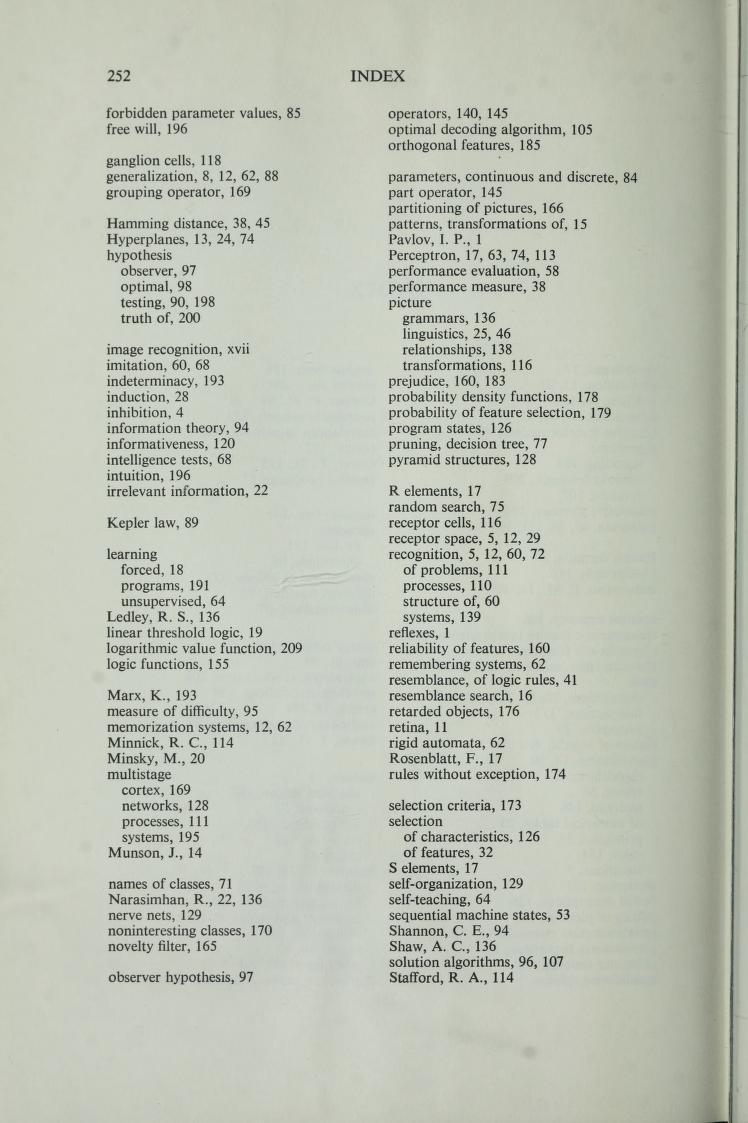 252
INDEX
forbidden parameter values, 85
free will, 196
ganglion cells, 118
generalization, 8, 12, 62, 88
grouping operator, 169
Hamming distance, 38, 45
Hyperplanes, 13, 24, 74
hypothesis
observer, 97
optimal, 98
testing, 90, 198
truth of, 200
image recognition, xvii
imitation, 60, 68
indeterminacy, 193
induction, 28
inhibition, 4
information theory, 94
informativeness, 120
intelligence tests, 68
intuition, 196
irrelevant information, 22
Kepler law, 89
learning
forced, 18
programs, 191
unsupervised, 64
Ledley, R. S., 136
linear threshold logic, 19
logarithmic value function, 209
logic functions, 155
Marx, K., 193
measure of difficulty, 95
memorization systems, 12, 62
Minnick, R. C., 114
Minsky, M., 20
multistage
cortex, 169
networks, 128
processes, 111
systems, 195
Munson, J., 14
names of classes, 71
Narasimhan, R., 22, 136
nerve nets, 129
noninteresting classes, 170
novelty filter, 165
observer hypothesis, 97
operators, 140, 145
optimal decoding algorithm, 105
orthogonal features, 185
parameters, continuous and discrete, 84
part operator, 145
partitioning of pictures, 166
patterns, transformations of, 15
Pavlov, I. P., 1
Perceptron, 17, 63, 74, 113
performance evaluation, 58
performance measure, 38
picture
grammars, 136
linguistics, 25, 46
relationships, 138
transformations, 116
prejudice, 160, 183
probability density functions, 178
probability of feature selection, 179
program states, 126
pruning, decision tree, 77
pyramid structures, 128
R elements, 17
random search, 75
receptor cells, 116
receptor space, 5, 12, 29
recognition, 5, 12, 60, 72
of problems, 111
processes, 110
structure of, 60
systems, 139
reflexes, 1
reliability of features, 160
remembering systems, 62
resemblance, of logic rules, 41
resemblance search, 16
retarded objects, 176
retina, 11
rigid automata, 62
Rosenblatt, F., 17
rules without exception, 174
selection criteria, 173
selection
of characteristics, 126
of features, 32
S elements, 17
self-organization, 129
self-teaching, 64
sequential machine states, 53
Shannon, C. E., 94
Shaw, A. C., 136
solution algorithms, 96, 107
Stafford, R. A., 114